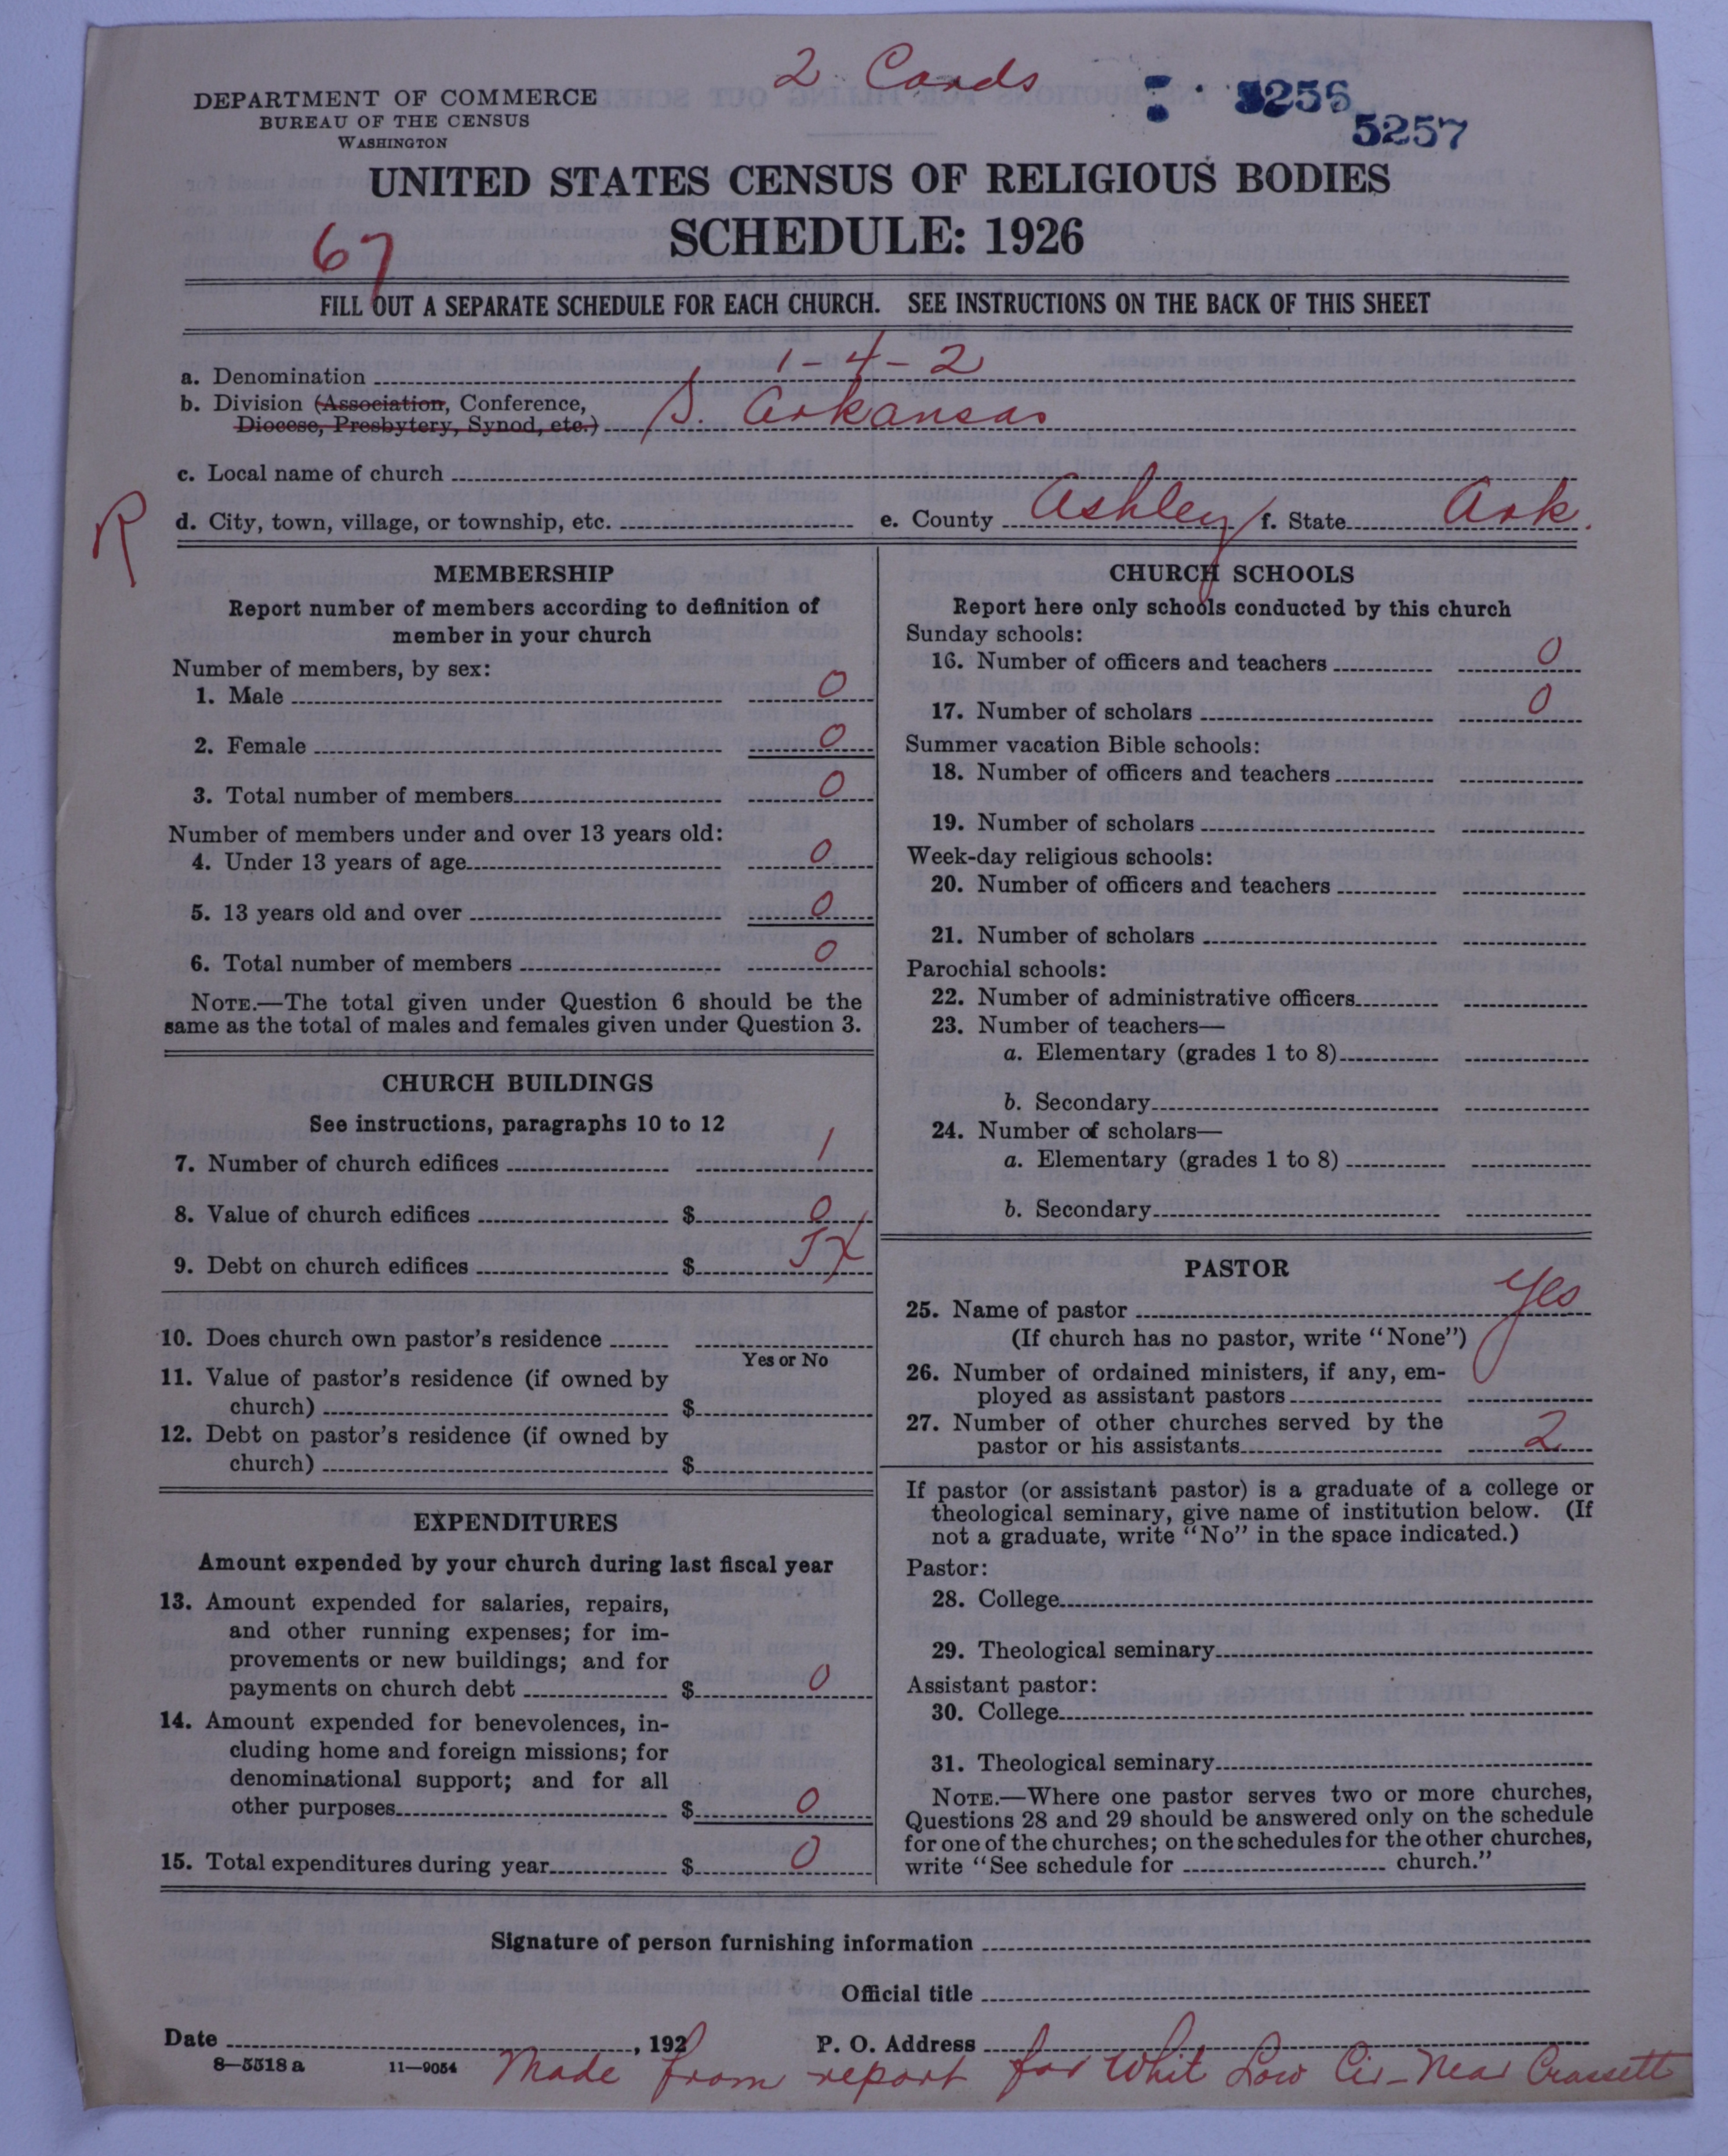 2 Cards
5256
5257
DEPARTMENT OF COMMERCE
BUREAU OF THE CENSUS
WASHINGTON
UNITED STATES CENSUS OF RELIGIOUS BODIES
SCHEDULE: 1926
67
FILL OUT A SEPARATE SCHEDULE FOR EACH CHURCH. SEE INSTRUCTIONS ON THE BACK OF THIS SHEET
a. Denomination 1-4-2
b. Division (Association, Conference, S. Arkansas
Diocese, Presbytery, Synod, etc.)
c. Local name of church
R
d. City, town, village, or township, etc. e. County Ashley f. State Ark.
MEMBERSHIP
Report number of members according to definition of
member in your church
Number of members, by sex:
1. Male 0
2. Female 0
3. Total number of members 0
Number of members under and over 13 years old:
4. Under 13 years of age 0
5. 13 years old and over 0
6. Total number of members 0
NOTE.—The total given under Question 6 should be the
same as the total of males and females given under Question 3.
CHURCH BUILDINGS
See instructions, paragraphs 10 to 12
7. Number of church edifices 1
8. Value of church edifices $ 0
9. Debt on church edifices $
10. Does church own pastor's residence
Yes or No
11. Value of pastor's residence (if owned by
church) $
12. Debt on pastor's residence (if owned by
church) $
EXPENDITURES
Amount expended by your church during last fiscal year
13. Amount expended for salaries, repairs,
and other running expenses; for im-
provements or new buildings; and for
payments on church debt $ 0
14. Amount expended for benevolences, in-
cluding home and foreign missions; for
denominational support; and for all
other purposes $ 0
15. Total expenditures during year $ 0
CHURCH SCHOOLS
Report here only schools conducted by this church
Sunday schools:
16. Number of officers and teachers 0
17. Number of scholars 0
Summer vacation Bible schools:
18. Number of officers and teachers
19. Number of scholars
Week-day religious schools:
20. Number of officers and teachers
21. Number of scholars
Parochial schools:
22. Number of administrative officers
23. Number of teachers—
a. Elementary (grades 1 to 8)
b. Secondary
24. Number of scholars—
a. Elementary (grades 1 to 8)
b. Secondary
PASTOR
25. Name of pastor Yes
(If church has no pastor, write "None")
26. Number of ordained ministers, if any, em-
ployed as assistant pastors
27. Number of other churches served by the
pastor or his assistants 2
If pastor (or assistant pastor) is a graduate of a college or
theological seminary, give name of institution below. (If
not a graduate, write "No" in the space indicated.)
Pastor:
28. College
29. Theological seminary
Assistant pastor:
30. College
31. Theological seminary
NOTE.—Where one pastor serves two or more churches,
Questions 28 and 29 should be answered only on the schedule
for one of the churches; on the schedules for the other churches,
write "See schedule for church."
Signature of person furnishing information
Official title
Date , 192 P. O. Address
8—5518 a 11—9054
Made from report for Whit Low Cir - Near Crassett